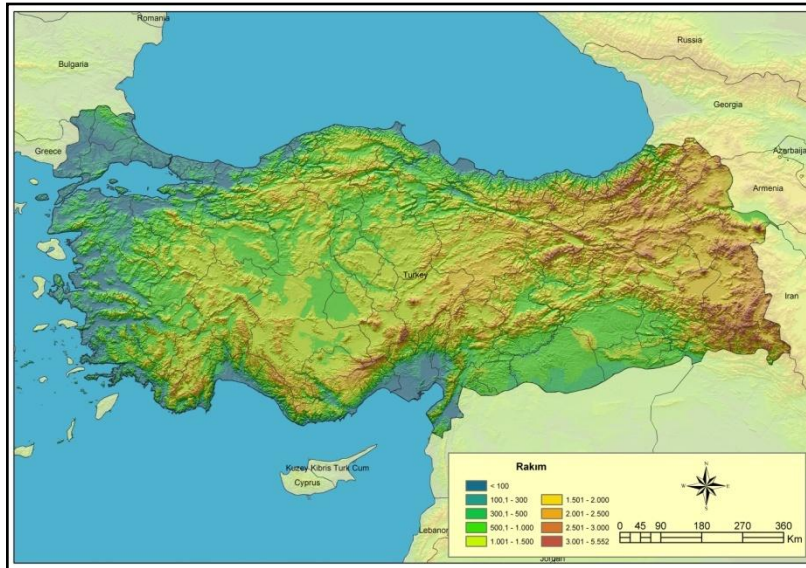 Romania
Russia
Bulgaria
Georgia
Greece
Azerbaija
Armenia
Turkey
Iran
Kuzey Kıbrıs Turk Cum
Cyprus
Lebanon
Jordan
Rakım
< 100
100.1 - 300
300.1 - 500
500,1 - 1.000
1.001 - 1.500
1.501 - 2.000
2.001 - 2.500
2.501 - 3.000
3.001 - 5.552
N
W E
S
0 45 90 180 270 360
Km